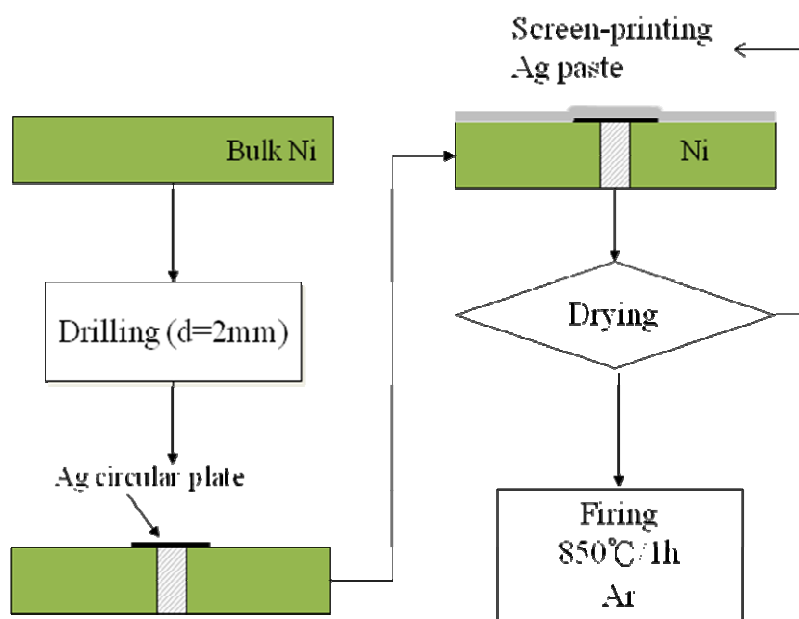 Bulk Ni
Drilling (d=2mm)
Ag circular plate
Screen-printing
Ag paste
Ni
Drying
Firing
850℃/1h
Ar